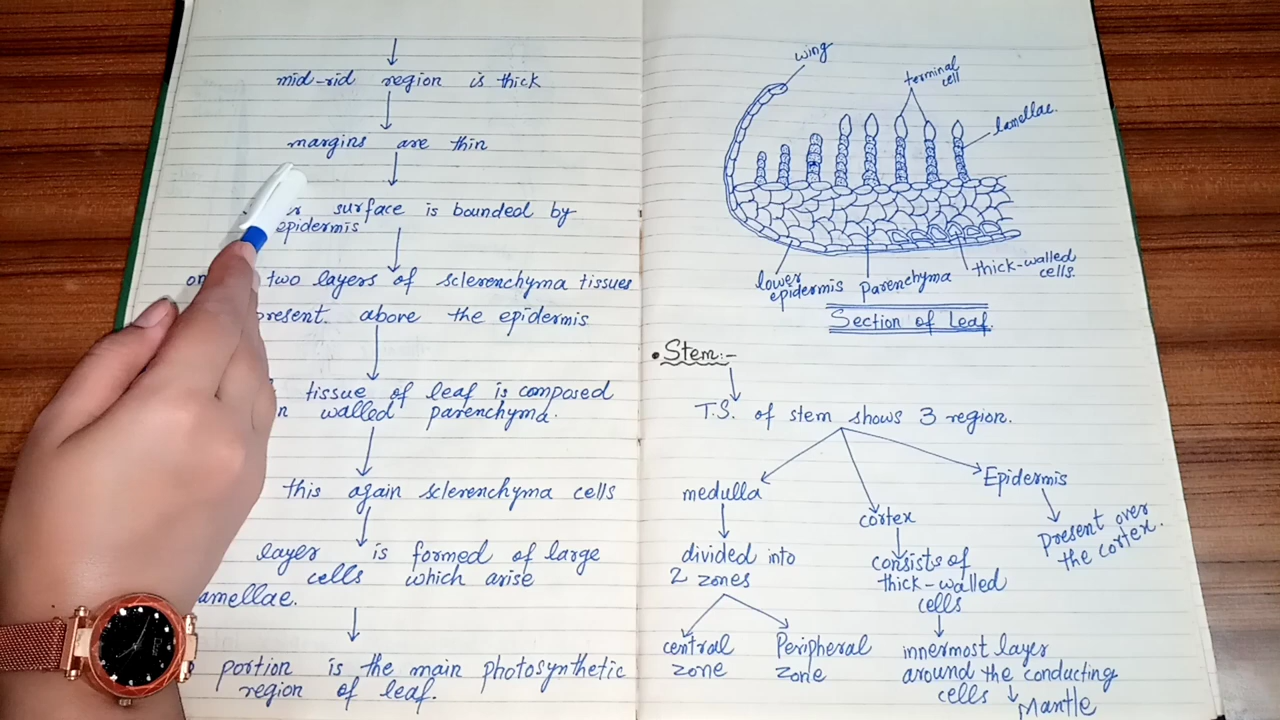 mid-rid region is thick
margins are thin
surface is bounded by
epidermis
two layers of sclerenchyma tissues
present above the epidermis
tissue of leaf is composed
walled parenchyma.
this again sclerenchyma cells
layer is formed of large
cells which arise
lamellae.
portion is the main photosynthetic
region of leaf.
wing
terminal
cell
lamellae.
lower
epidermis
parenchyma
thick-walled
cells.
Section of Leaf
• Stem:-
T.S. of stem shows 3 region.
medulla
cortex
Epidermis
divided into
2 zones
consists of
thick-walled
cells
Present over
the cortex.
central
zone
Peripheral
zone
innermost layer
around the conducting
cells
Mantle